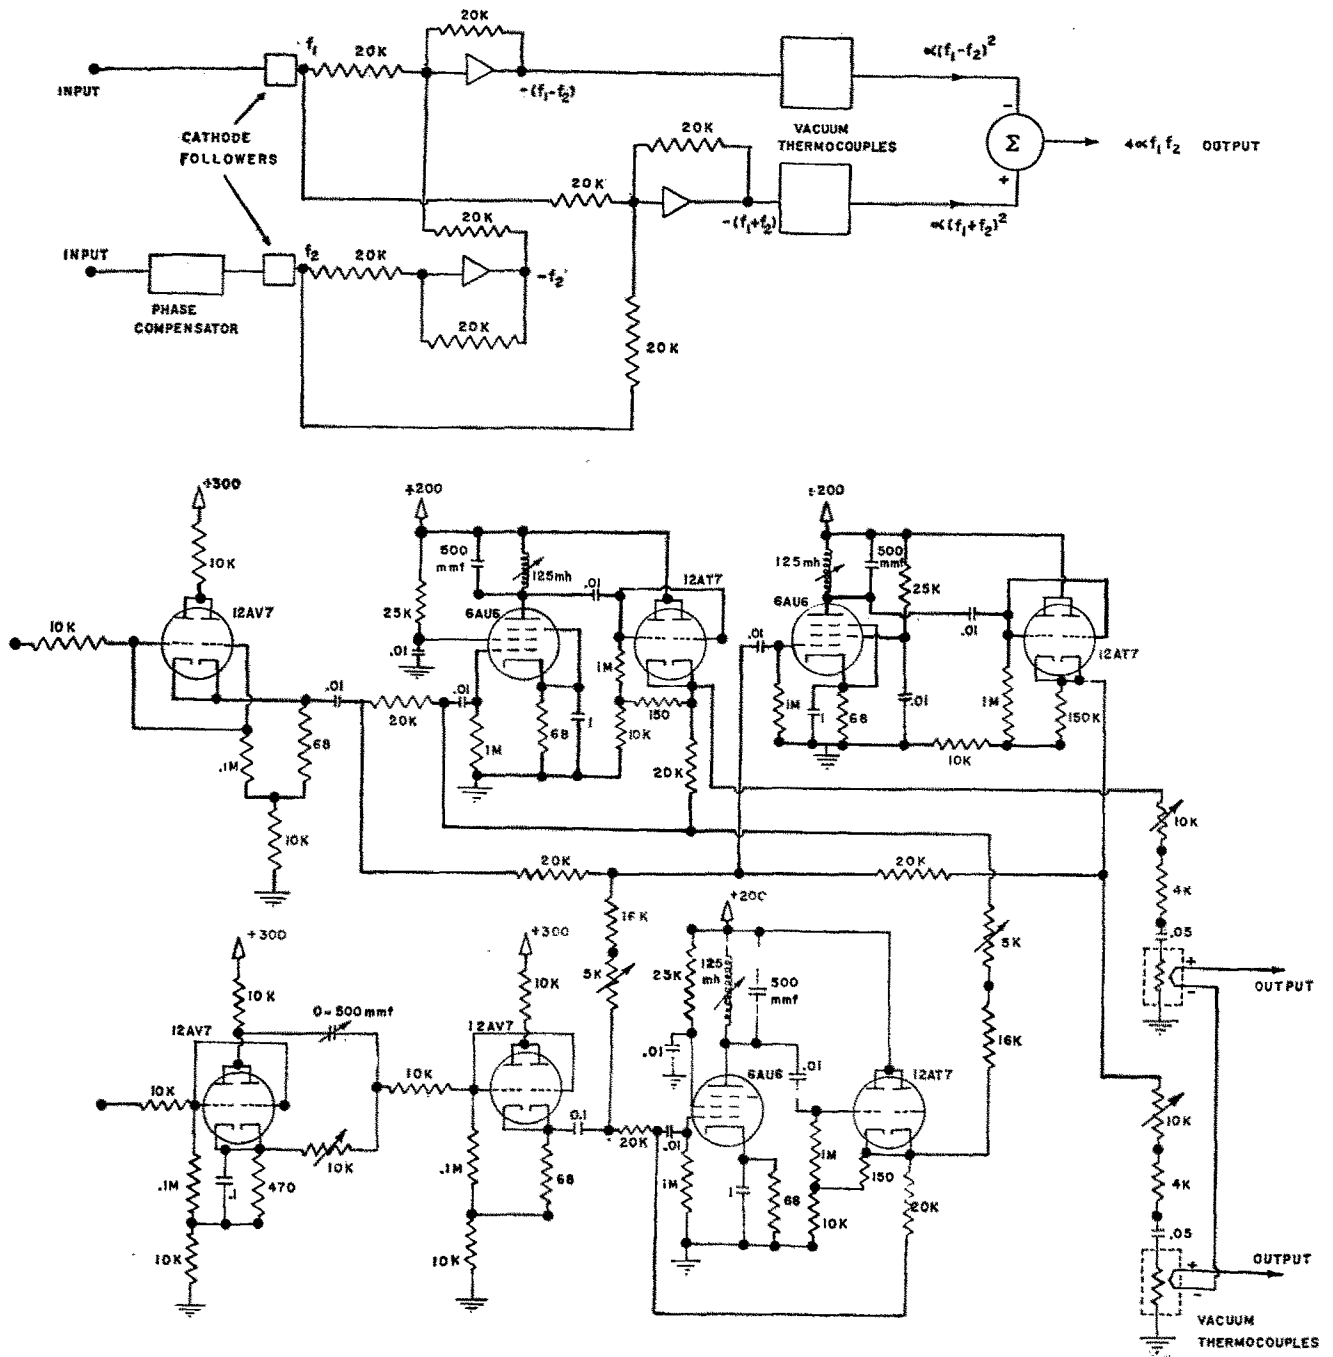 20K
f₁
20K
∝(f₁-f₂)²
INPUT
-(f₁-f₂)
-
CATHODE
FOLLOWERS
VACUUM
THERMOCOUPLES
20K
Σ
4∝f₁f₂ OUTPUT
+
20K
-(f₁+f₂)
∝(f₁+f₂)²
20K
INPUT
f₂
20K
-f₂
PHASE
COMPENSATOR
20K
20K
+300
+200
+200
10K
500
mmf
125mh
.01
12AT7
125mh
500
mmf
25K
12AV7
25K
6AU6
6AU6
10K
.01
.01
.01
12AT7
.01
1M
.01
20K
150
1M
.1
68
.01
1M
150K
68
.1M
1M
68
.1
10K
10K
20K
10K
10K
20K
20K
4K
+200
16K
5K
.05
+300
+300
5K
25K
125
mh
500
mmf
+
-
OUTPUT
10K
0-500mmf
10K
12AV7
12AV7
16K
.01
.01
6AU6
12AT7
10K
10K
10K
0.1
20K
.01
10K
1M
.1M
.1
470
.1M
68
1M
.1
68
150
4K
10K
20K
.05
10K
10K
+
-
OUTPUT
VACUUM
THERMOCOUPLES